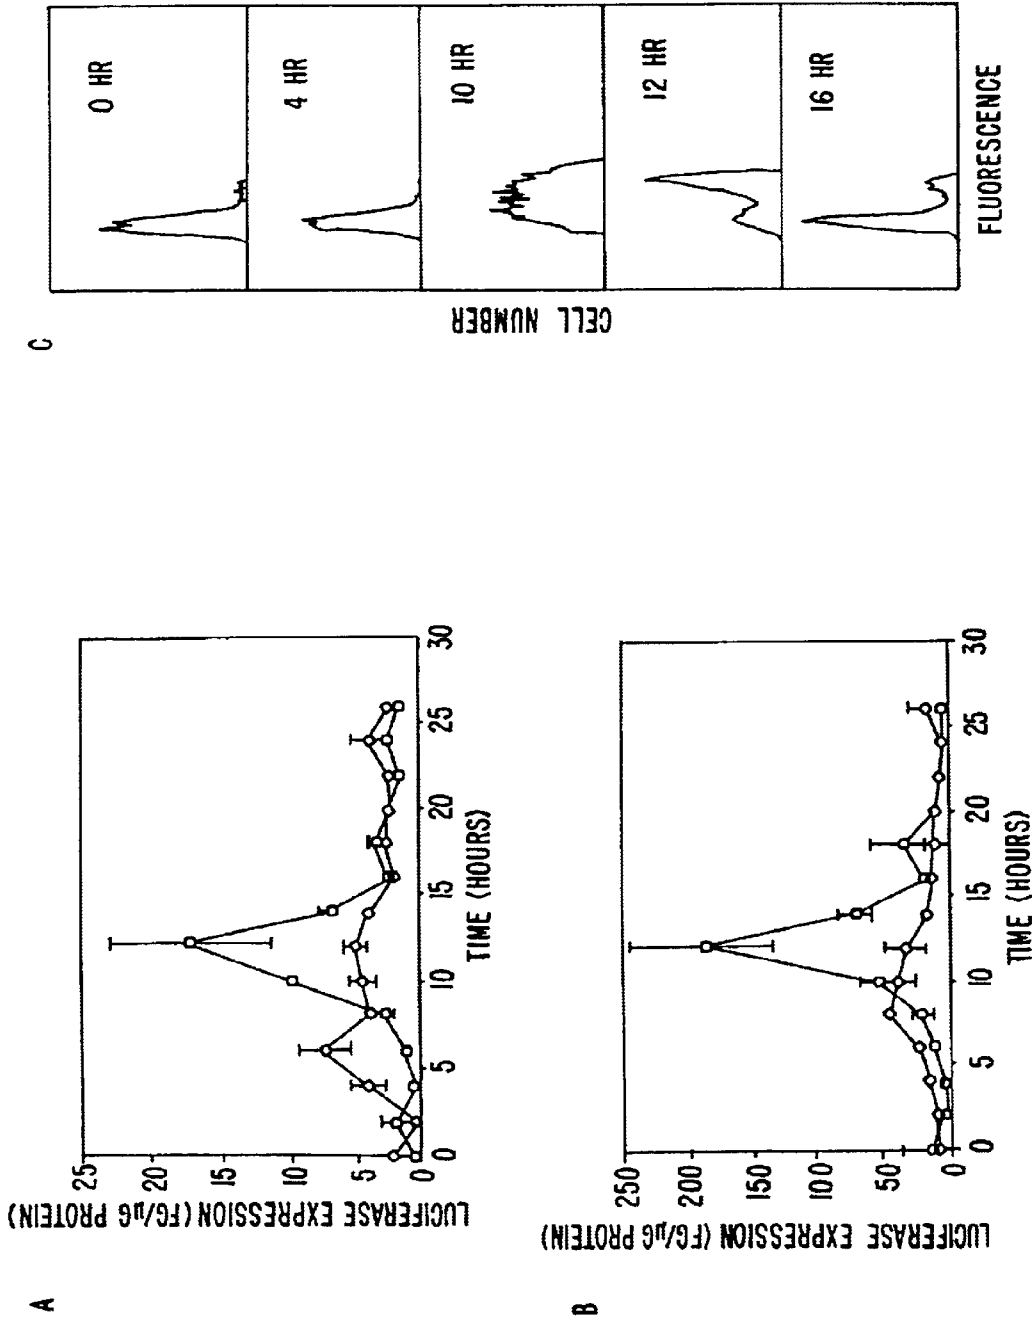 A
LUCIFERASE EXPRESSION (FG/µG PROTEIN)
25
20
15
10
5
0
0
5
10
15
20
25
30
TIME (HOURS)
B
LUCIFERASE EXPRESSION (FG/µG PROTEIN)
250
200
150
100
50
0
0
5
10
15
20
25
30
TIME (HOURS)
C
CELL NUMBER
0 HR
4 HR
10 HR
12 HR
16 HR
FLUORESCENCE